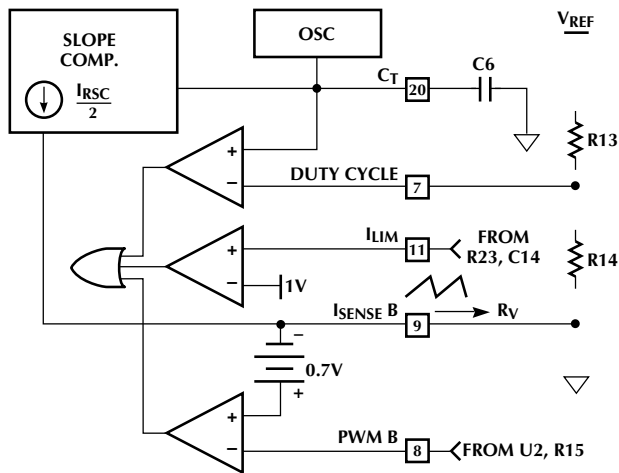 SLOPE
COMP.
I_RSC
2
OSC
V_REF
C_T
20
C6
R13
+
−
DUTY CYCLE
7
+
−
I_LIM
11
FROM
R23, C14
1V
R14
I_SENSE B
9
R_V
−
0.7V
+
+
−
PWM B
8
FROM U2, R15